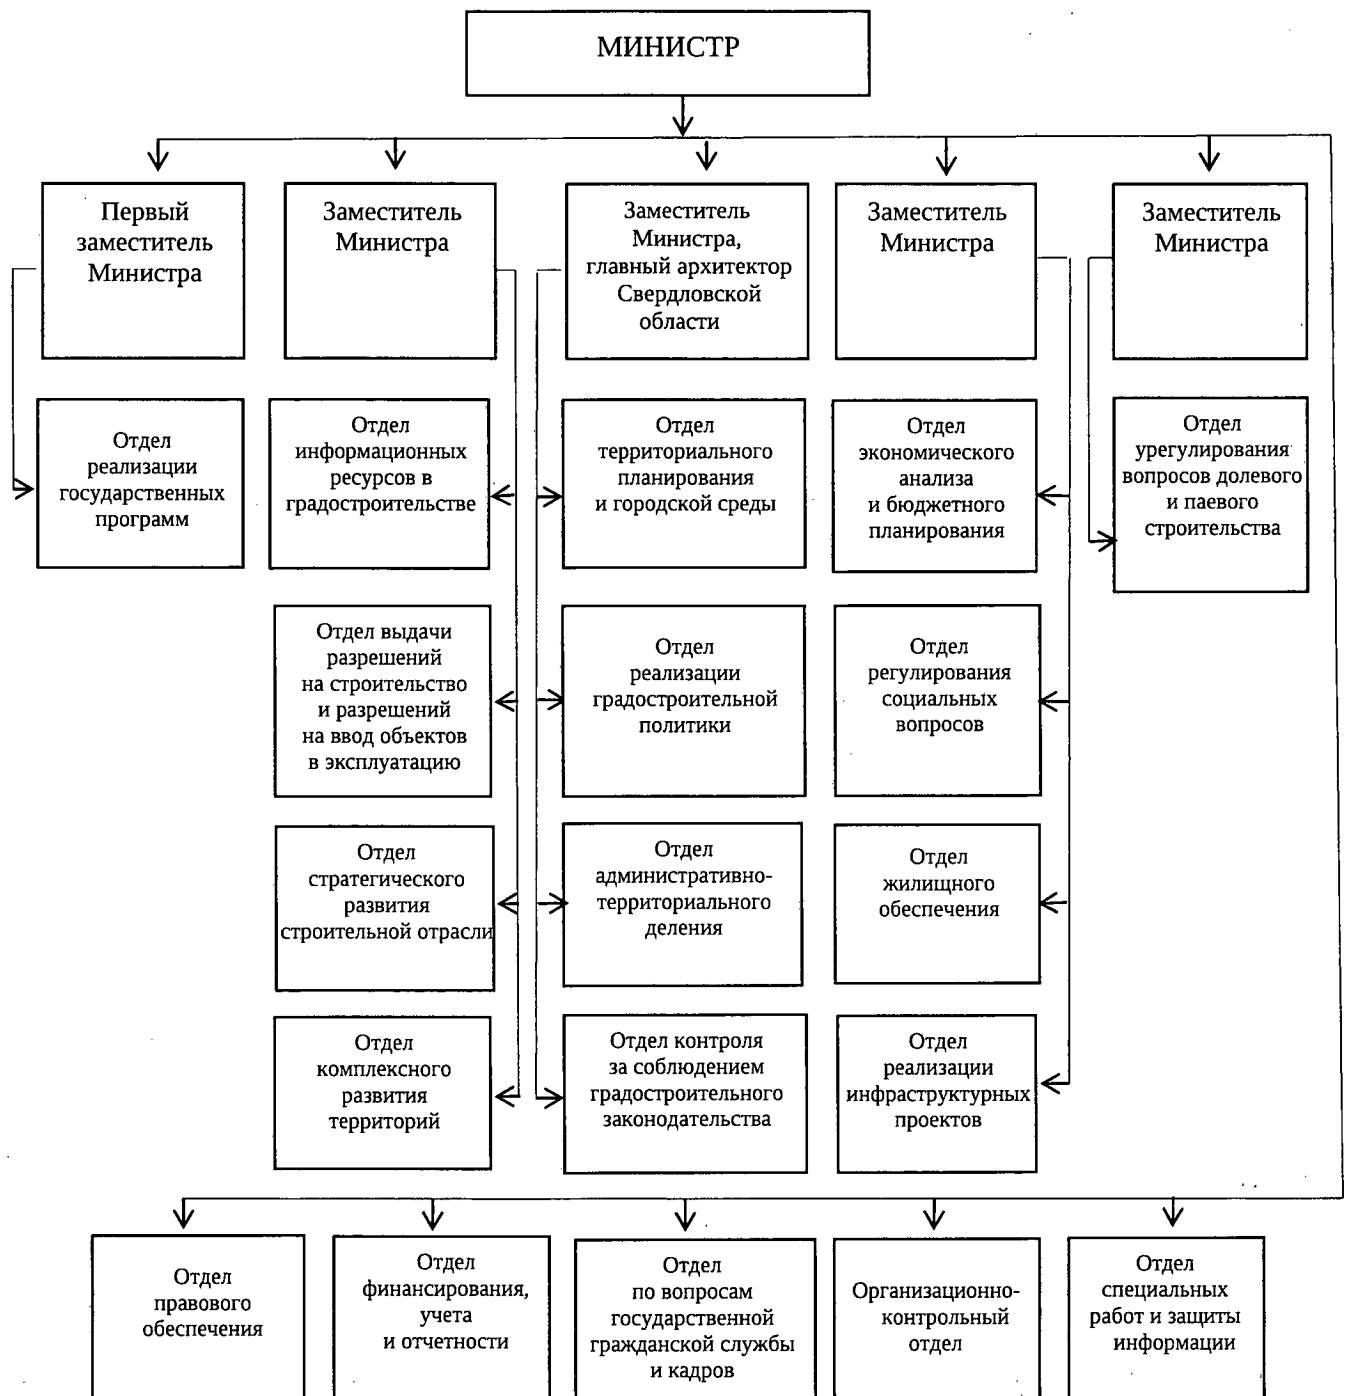 МИНИСТР
Первый
заместитель
Министра
Заместитель
Министра
Заместитель
Министра,
главный архитектор
Свердловской
области
Заместитель
Министра
Заместитель
Министра
Отдел
реализации
государственных
программ
Отдел
информационных
ресурсов в
градостроительстве
Отдел
территориального
планирования
и городской среды
Отдел
экономического
анализа
и бюджетного
планирования
Отдел
урегулирования
вопросов долевого
и паевого
строительства
Отдел выдачи
разрешений
на строительство
и разрешений
на ввод объектов
в эксплуатацию
Отдел
реализации
градостроительной
политики
Отдел
регулирования
социальных
вопросов
Отдел
стратегического
развития
строительной отрасли
Отдел
административно-
территориального
деления
Отдел
жилищного
обеспечения
Отдел
комплексного
развития
территорий
Отдел контроля
за соблюдением
градостроительного
законодательства
Отдел
реализации
инфраструктурных
проектов
Отдел
правового
обеспечения
Отдел
финансирования,
учета
и отчетности
Отдел
по вопросам
государственной
гражданской службы
и кадров
Организационно-
контрольный
отдел
Отдел
специальных
работ и защиты
информации